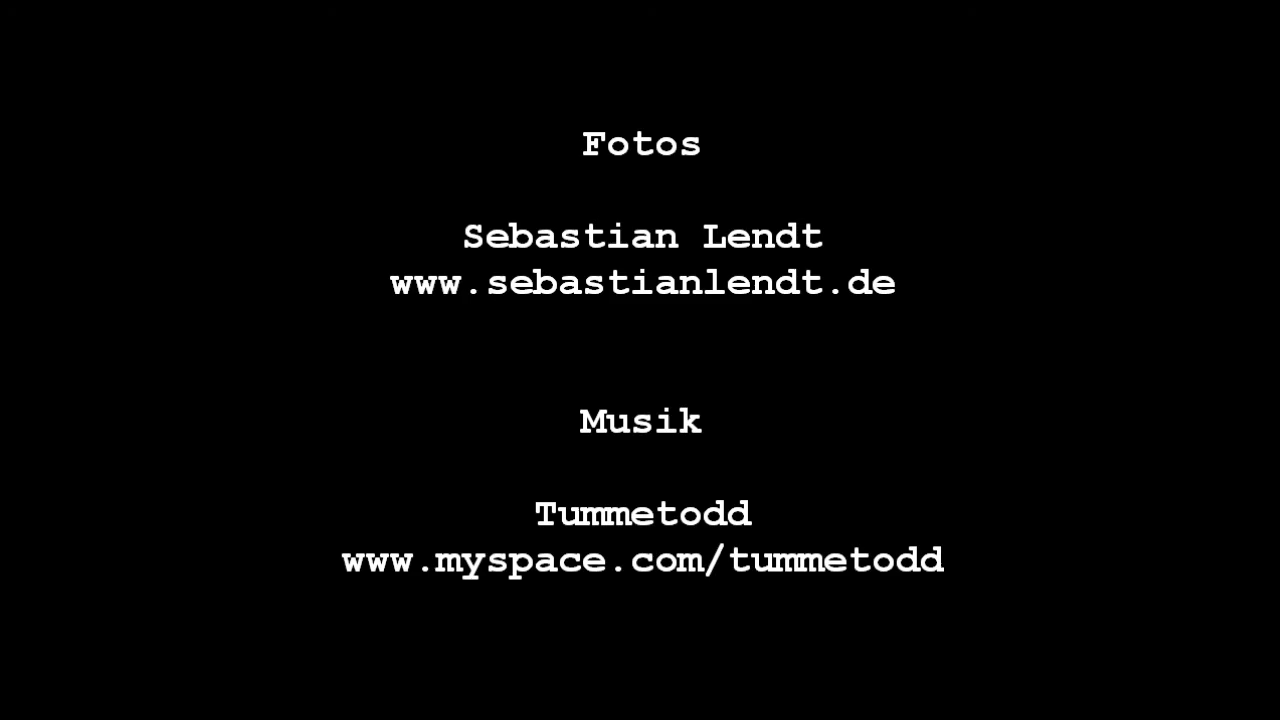 Fotos
Sebastian Lendt
www.sebastianlendt.de
Musik
Tummetodd
www.myspace.com/tummetodd